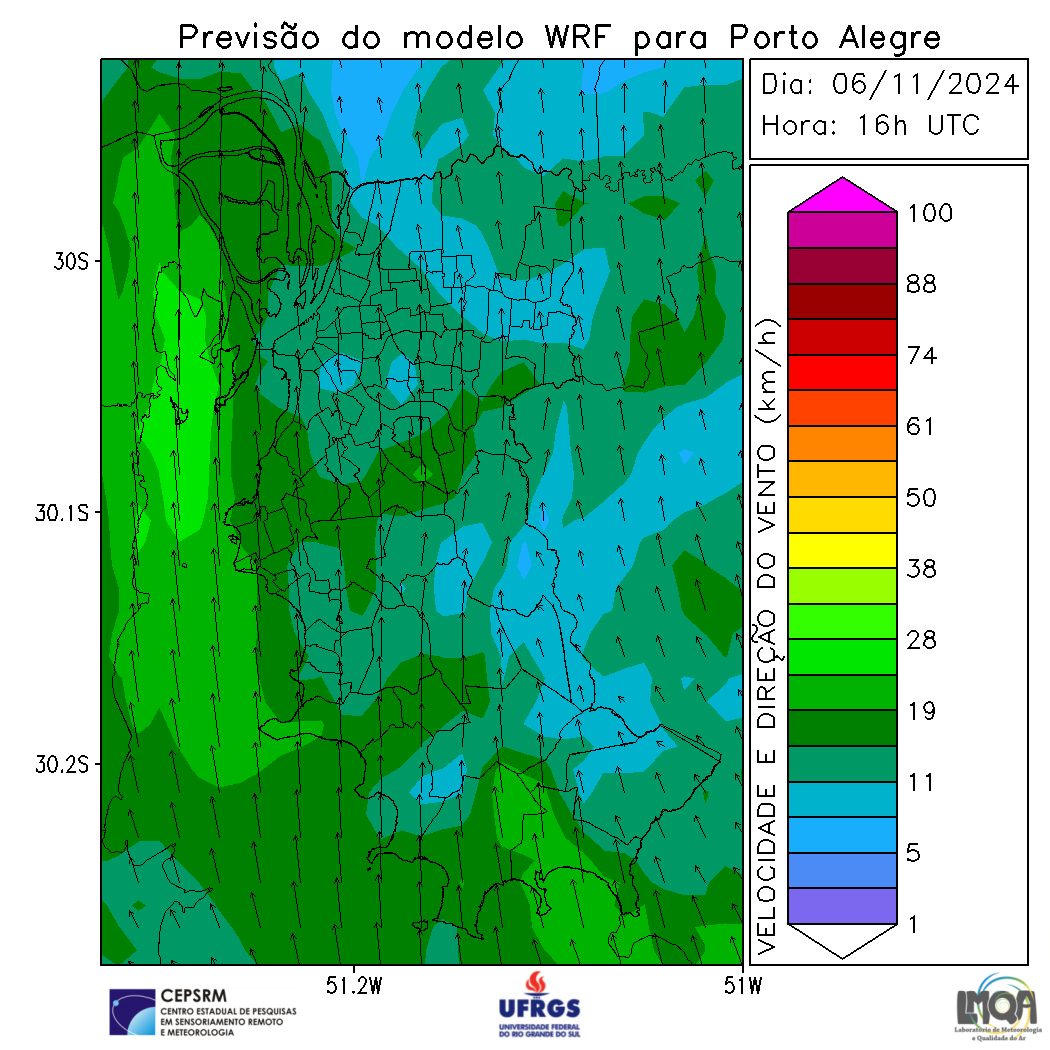 Previsão do modelo WRF para Porto Alegre
Dia: 06/11/2024
Hora: 16h UTC
30S
30.1S
30.2S
51.2W
51W
VELOCIDADE E DIREÇÃO DO VENTO (km/h)
100
88
74
61
50
38
28
19
11
5
1
CEPSRM
CENTRO ESTADUAL DE PESQUISAS
EM SENSORIAMENTO REMOTO
E METEOROLOGIA
UFRGS
UNIVERSIDADE FEDERAL
DO RIO GRANDE DO SUL
LMQA
Laboratório de Meteorologia
e Qualidade do Ar